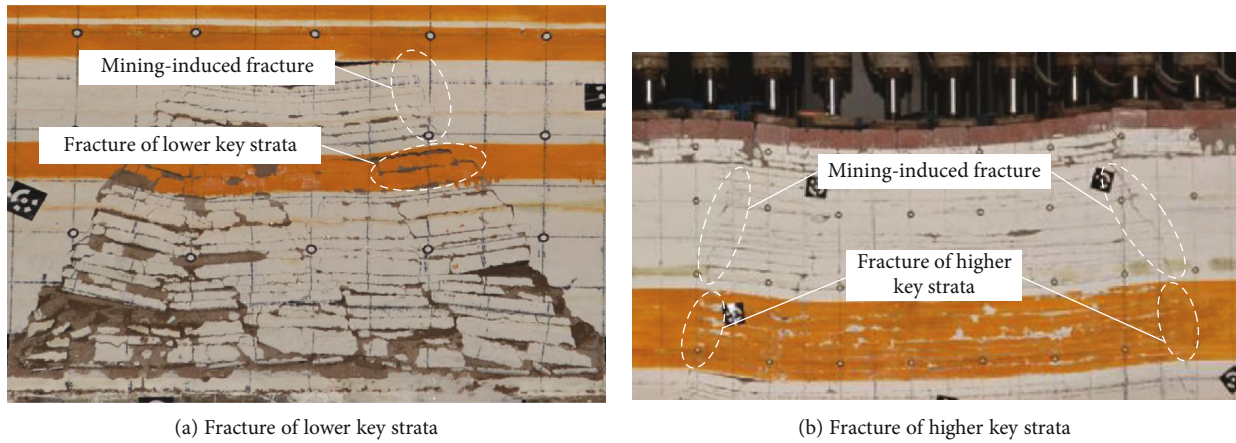 Mining-induced fracture
Fracture of lower key strata
(a) Fracture of lower key strata
Mining-induced fracture
Fracture of higher
key strata
(b) Fracture of higher key strata